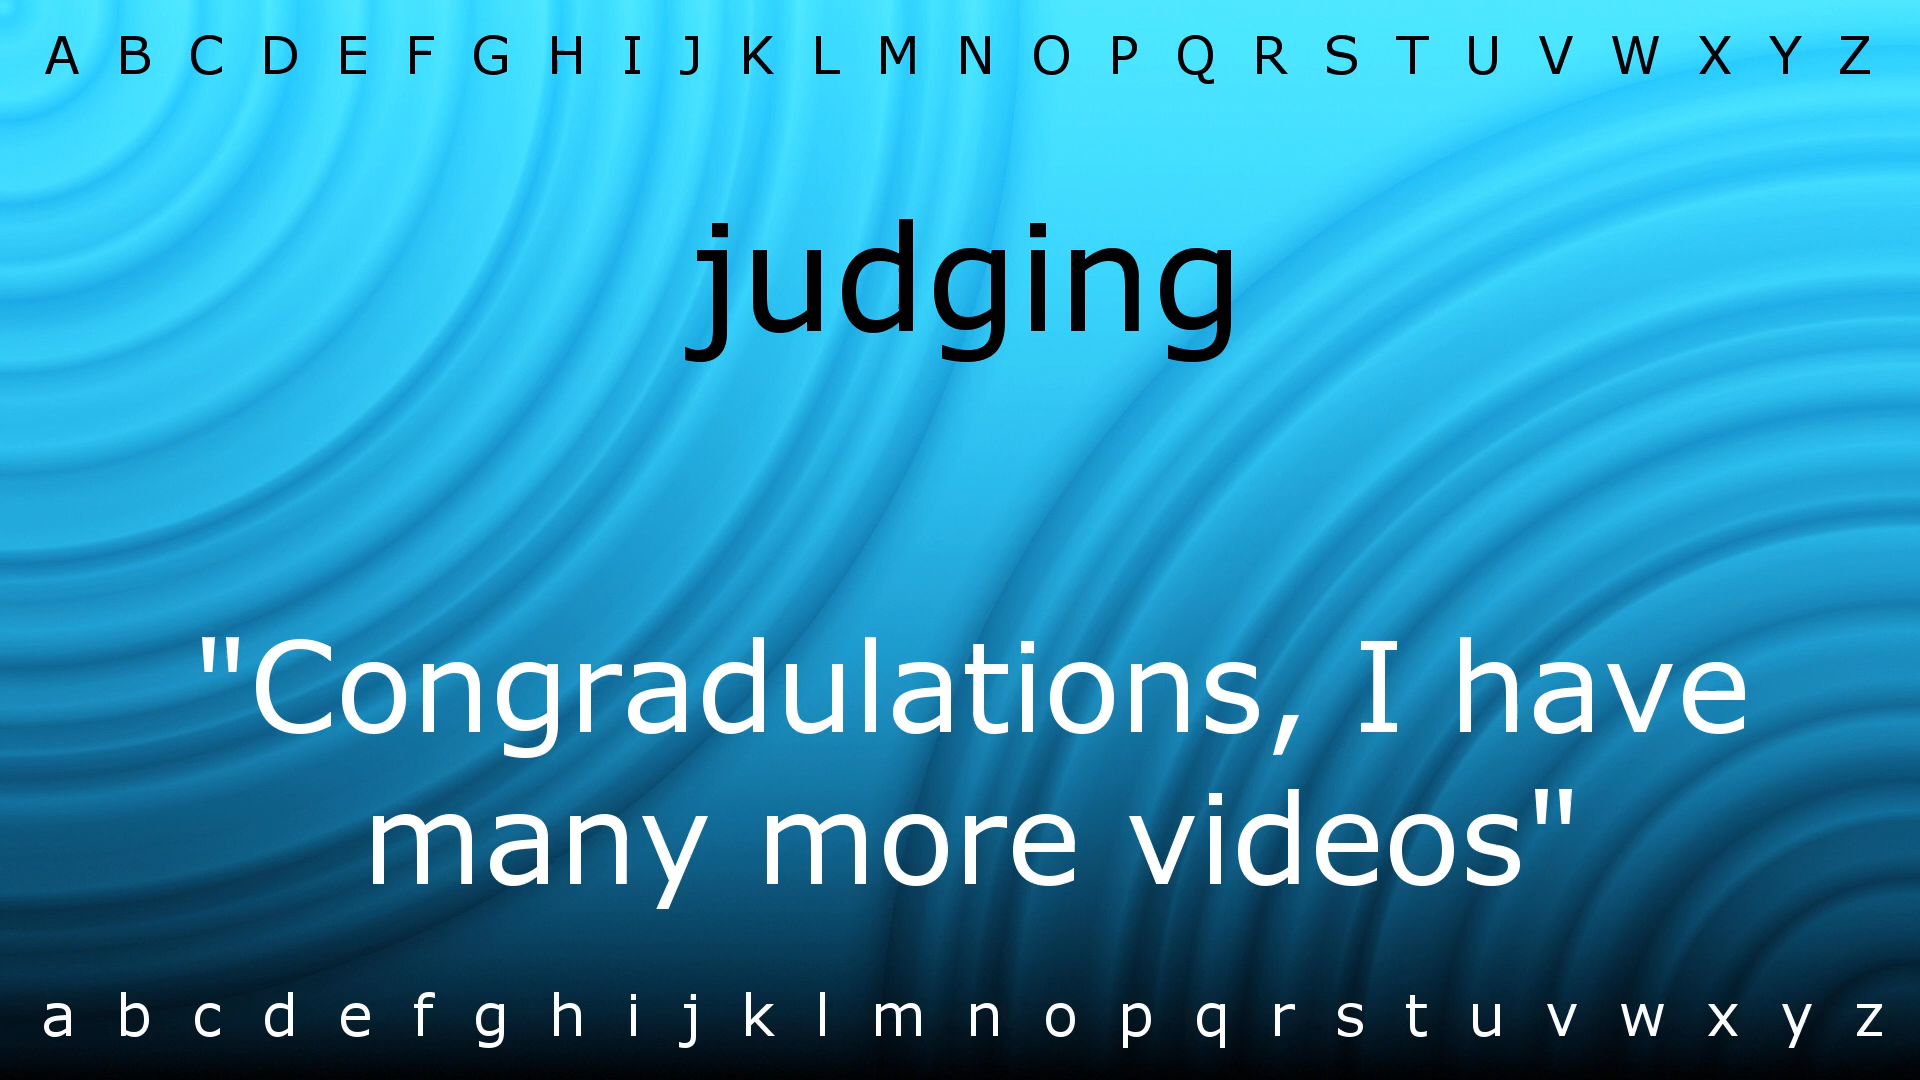 A B C D E F G H I J K L M N O P Q R S T U V W X Y Z
judging
"Congradulations, I have
many more videos"
a b c d e f g h i j k l m n o p q r s t u v w x y z